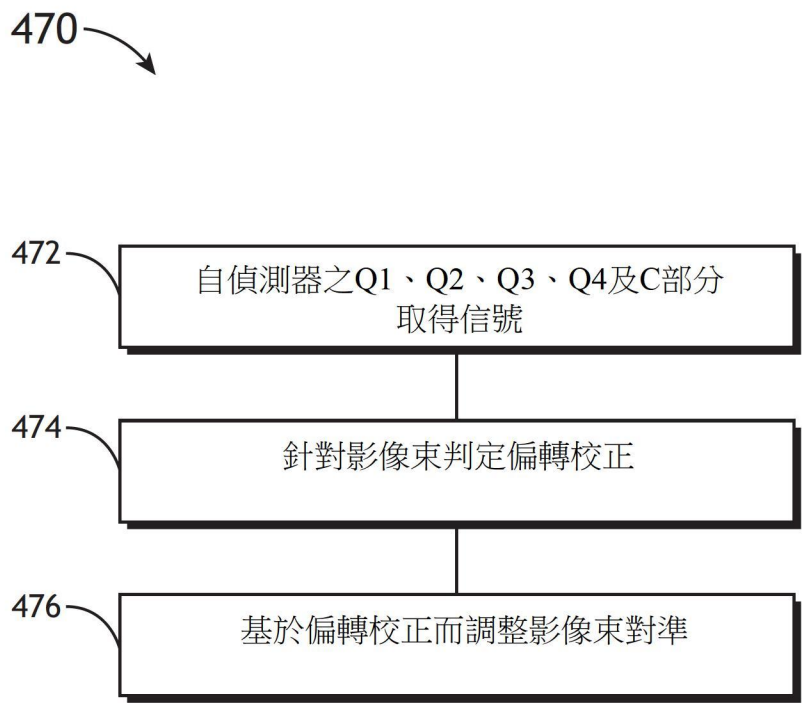 470
472
自偵測器之Q1、Q2、Q3、Q4及C部分
取得信號
474
針對影像束判定偏轉校正
476
基於偏轉校正而調整影像束對準